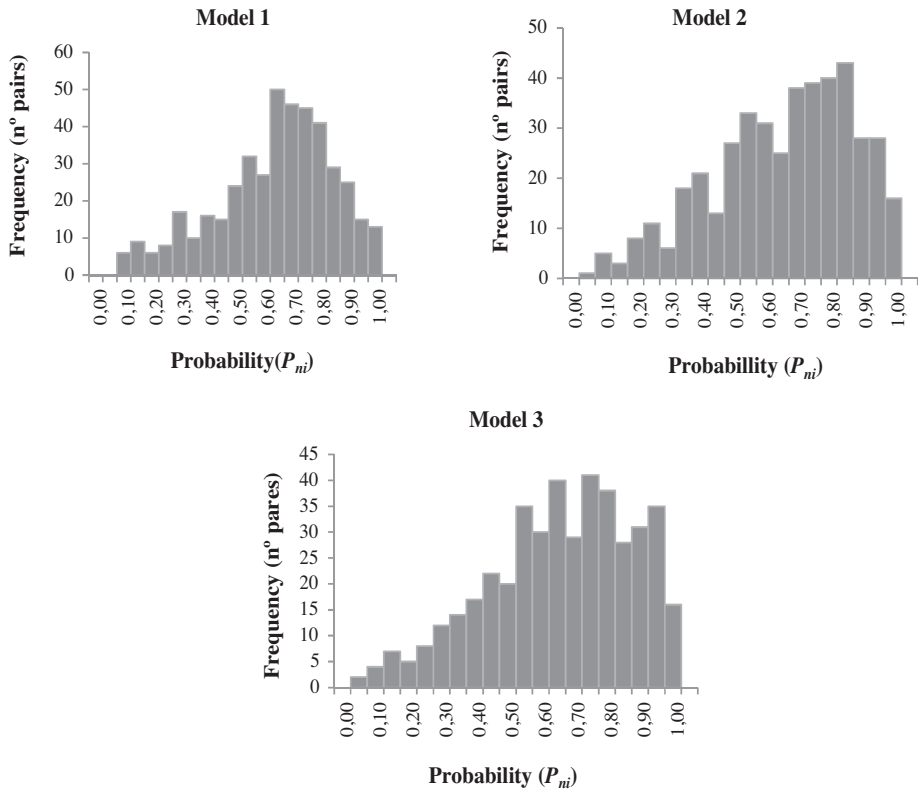 Model 1
Frequency (nº pairs)
60
50
40
30
20
10
0
0,00 0,10 0,20 0,30 0,40 0,50 0,60 0,70 0,80 0,90 1,00
Probability(Pni)
Model 2
Frequency (nº pairs)
50
40
30
20
10
0
0,00 0,10 0,20 0,30 0,40 0,50 0,60 0,70 0,80 0,90 1,00
Probabillity (Pni)
Model 3
Frequency (nº pares)
45
40
35
30
25
20
15
10
5
0
0,00 0,10 0,20 0,30 0,40 0,50 0,60 0,70 0,80 0,90 1,00
Probability (Pni)